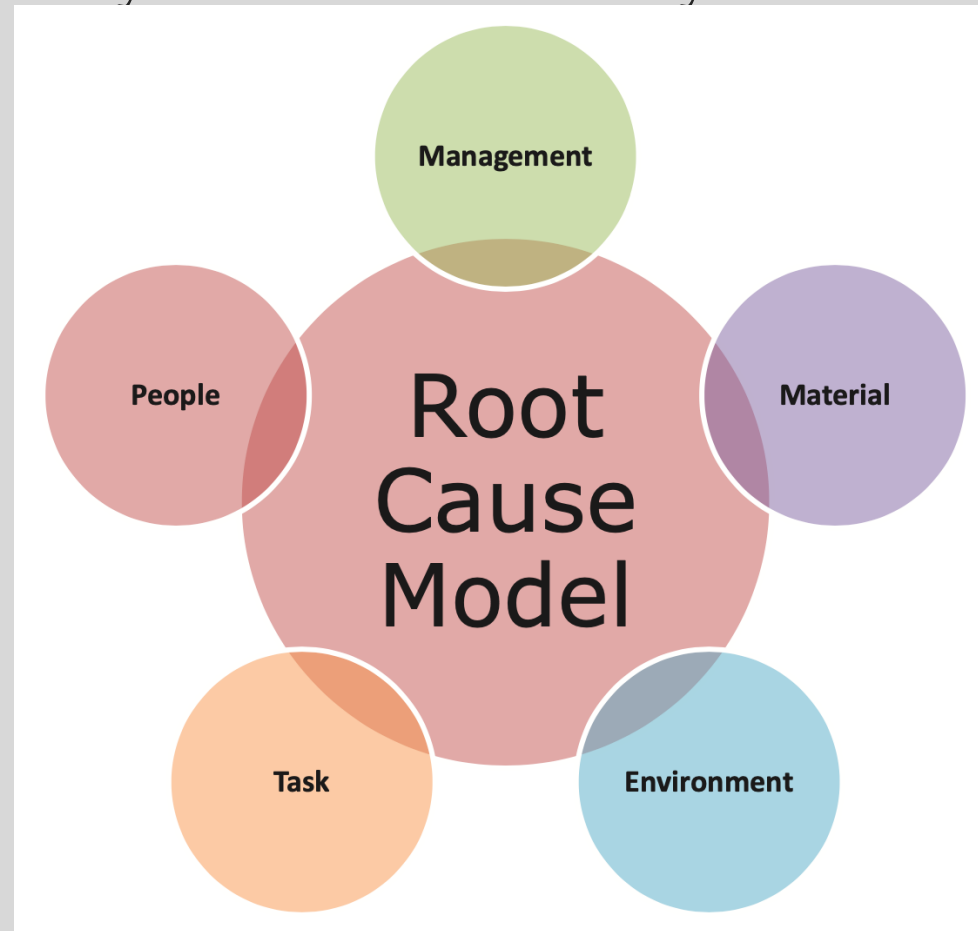 Management
People
Material
Root
Cause
Model
Task
Environment